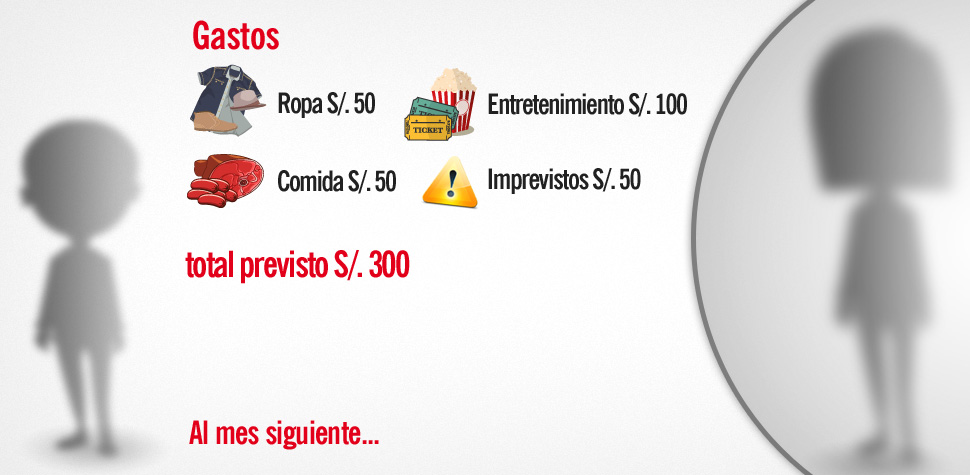 Gastos
Ropa S/. 50
Entretenimiento S/. 100
TICKET
Comida S/. 50
Imprevistos S/. 50
total previsto S/. 300
Al mes siguiente...